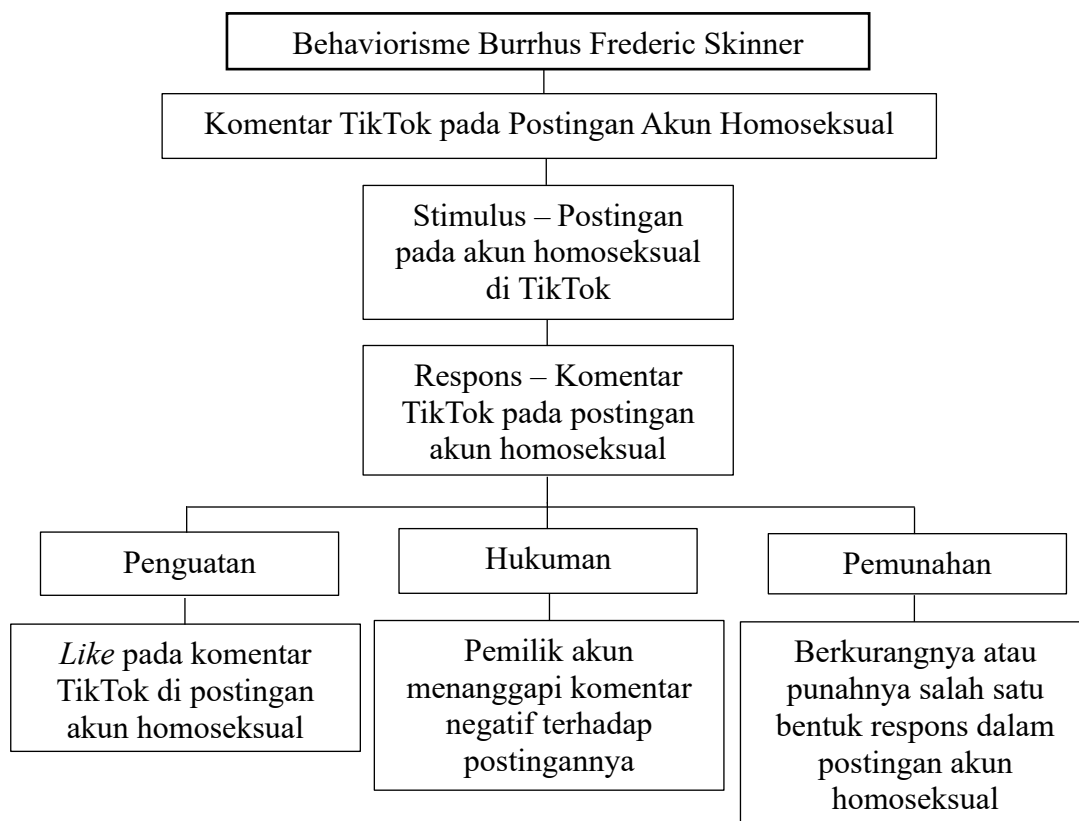 Behaviorisme Burrhus Frederic Skinner
Komentar TikTok pada Postingan Akun Homoseksual
Stimulus – Postingan
pada akun homoseksual
di TikTok
Respons – Komentar
TikTok pada postingan
akun homoseksual
Penguatan
Hukuman
Pemunahan
Like pada komentar
TikTok di postingan
akun homoseksual
Pemilik akun
menanggapi komentar
negatif terhadap
postingannya
Berkurangnya atau
punahnya salah satu
bentuk respons dalam
postingan akun
homoseksual